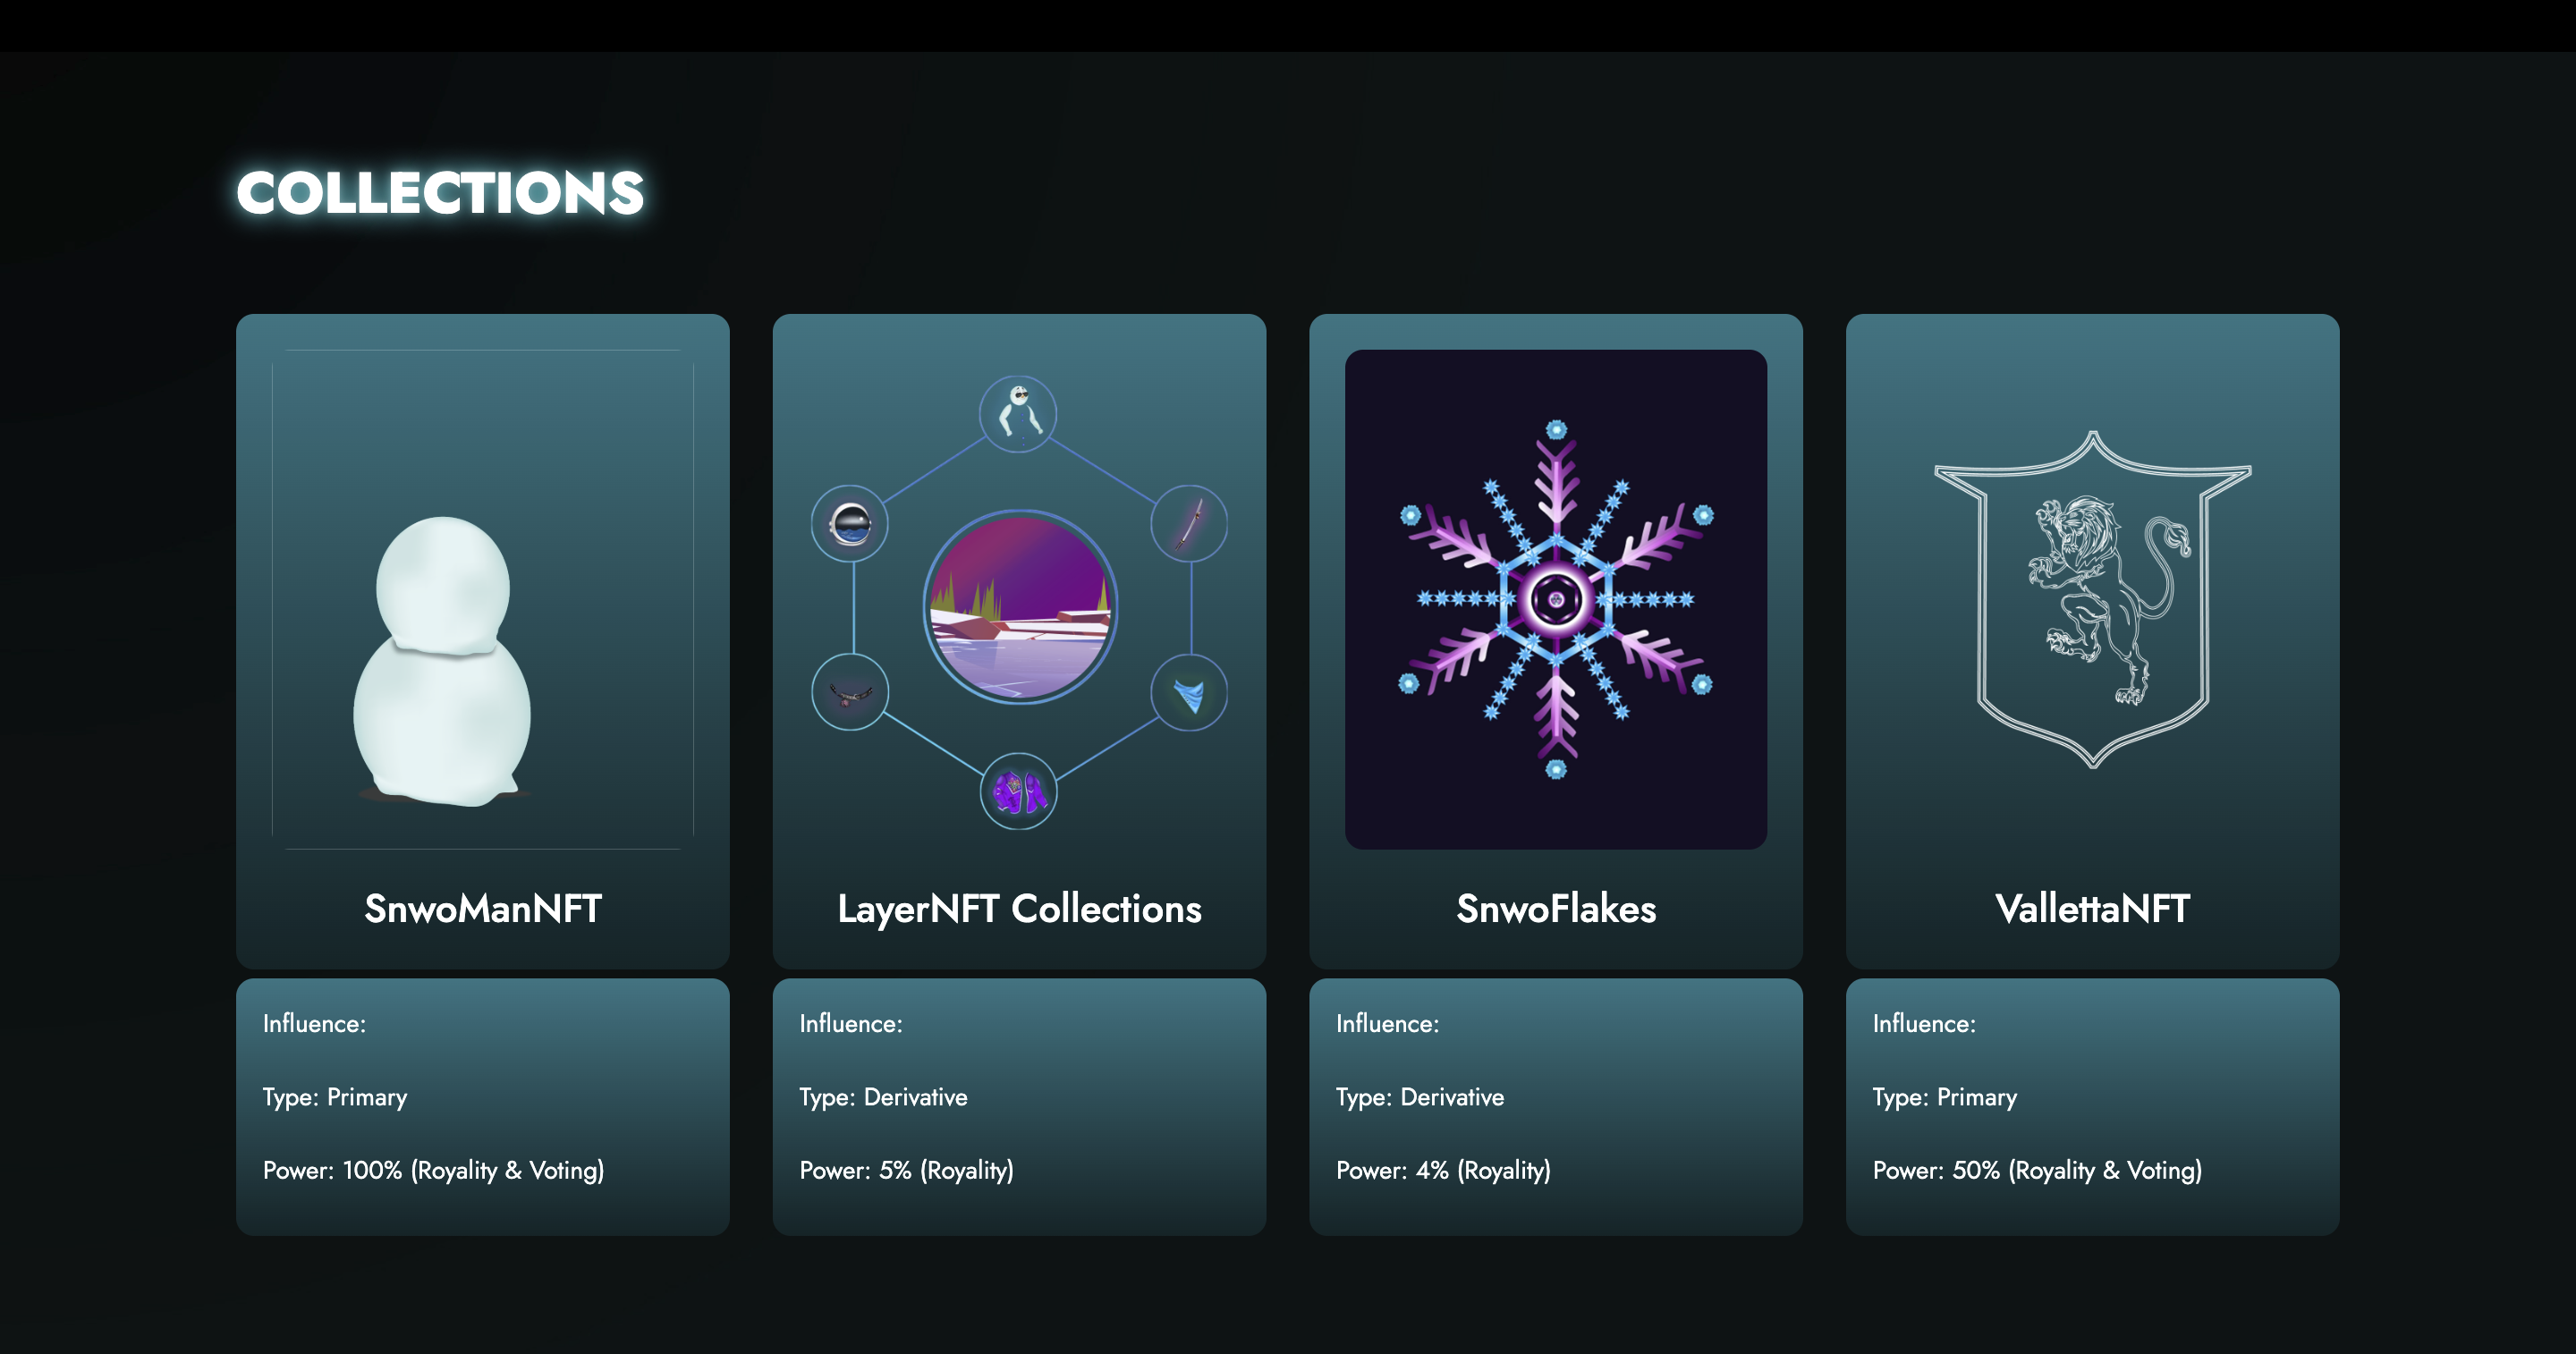 COLLECTIONS
SnwoManNFT
Influence:
Type: Primary
Power: 100% (Royality & Voting)
LayerNFT Collections
Influence:
Type: Derivative
Power: 5% (Royality)
SnwoFlakes
Influence:
Type: Derivative
Power: 4% (Royality)
VallettaNFT
Influence:
Type: Primary
Power: 50% (Royality & Voting)